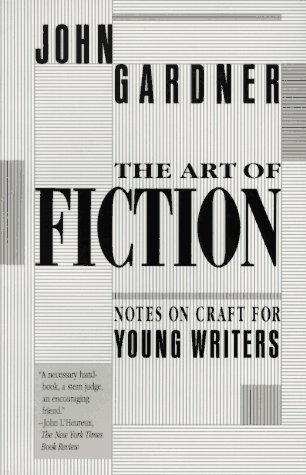 JOHN
GARDNER
THE ART OF
FICTION
NOTES ON CRAFT FOR
YOUNG WRITERS
"A necessary hand-
book, a stern judge,
an encouraging
friend."
–John L'Heureux,
The New York Times
Book Review